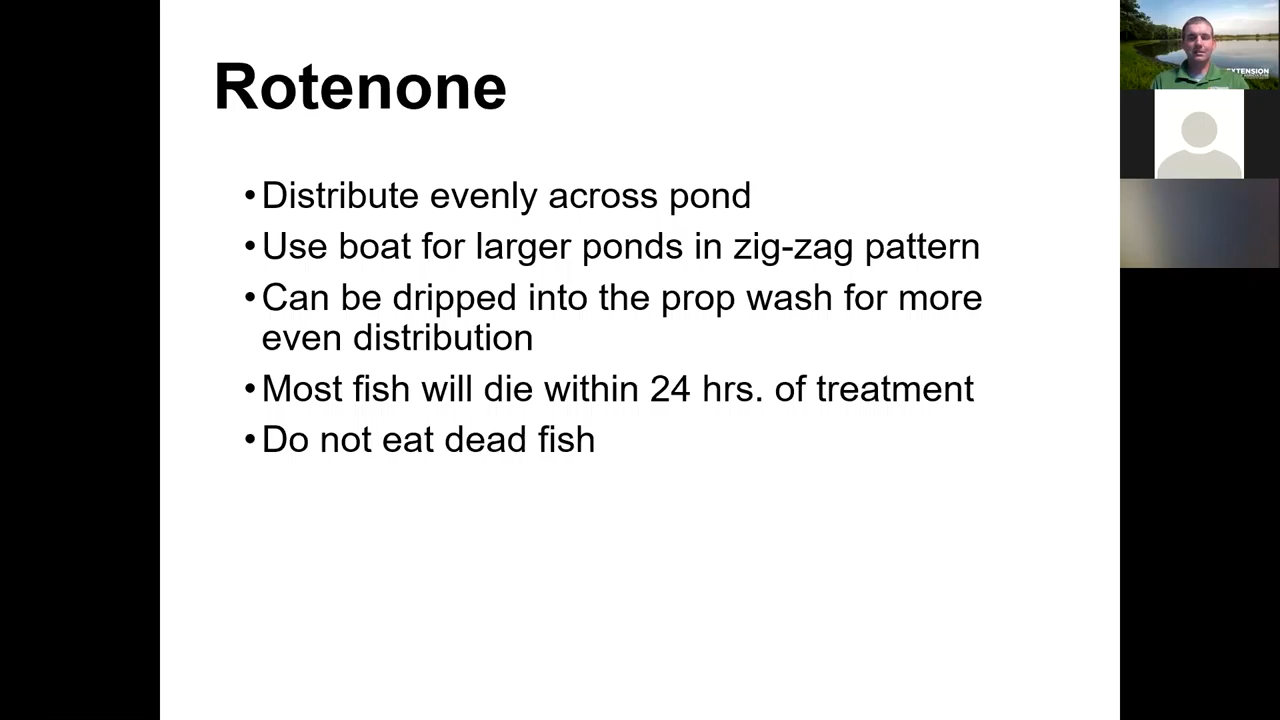 Rotenone
•Distribute evenly across pond
•Use boat for larger ponds in zig-zag pattern
•Can be dripped into the prop wash for more
even distribution
•Most fish will die within 24 hrs. of treatment
•Do not eat dead fish
EXTENSION